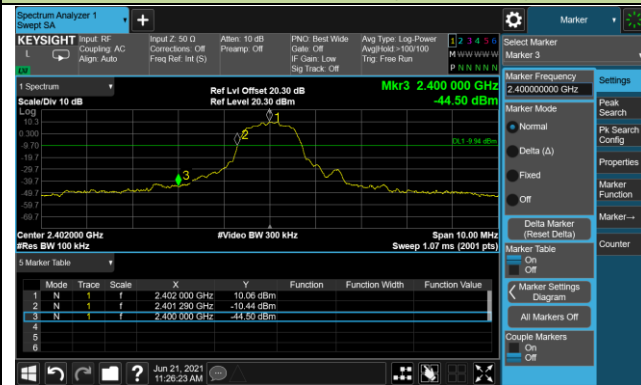 Spectrum Analyzer 1
Swept SA
+
Marker
KEYSIGHT
L
LXI
Input: RF
Coupling: AC
Align: Auto
Input Z: 50 Ω
Corrections: Off
Freq Ref: Int (S)
Atten: 10 dB
Preamp: Off
PNO: Best Wide
Gate: Off
IF Gain: Low
Sig Track: Off
Avg Type: Log-Power
Avg|Hold:>100/100
Trig: Free Run
1 2 3 4 5 6
M W W W W W
P N N N N N
Select Marker
Marker 3
1 Spectrum
Scale/Div 10 dB
Log
Ref Lvl Offset 20.30 dB
Ref Level 20.30 dBm
Mkr3 2.400 000 GHz
-44.50 dBm
10.3
0.300
-9.70
-19.7
-29.7
-39.7
-49.7
-59.7
-69.7
1
2
3
DL1 -9.94 dBm
Center 2.402000 GHz
#Res BW 100 kHz
#Video BW 300 kHz
Span 10.00 MHz
Sweep 1.07 ms (2001 pts)
5 Marker Table
Mode Trace Scale X Y Function Function Width Function Value
1 N 1 f 2.402 000 GHz 10.06 dBm
2 N 1 f 2.401 290 GHz -10.44 dBm
3 N 1 f 2.400 000 GHz -44.50 dBm
4
5
6
Marker Frequency
2.400000000 GHz
Marker Mode
Normal
Delta (Δ)
Fixed
Off
Delta Marker
(Reset Delta)
Marker Table
On
Off
Marker Settings
Diagram
All Markers Off
Couple Markers
On
Off
Settings
Peak
Search
Pk Search
Config
Properties
Marker
Function
Marker→
Counter
?
Jun 21, 2021
11:26:23 AM